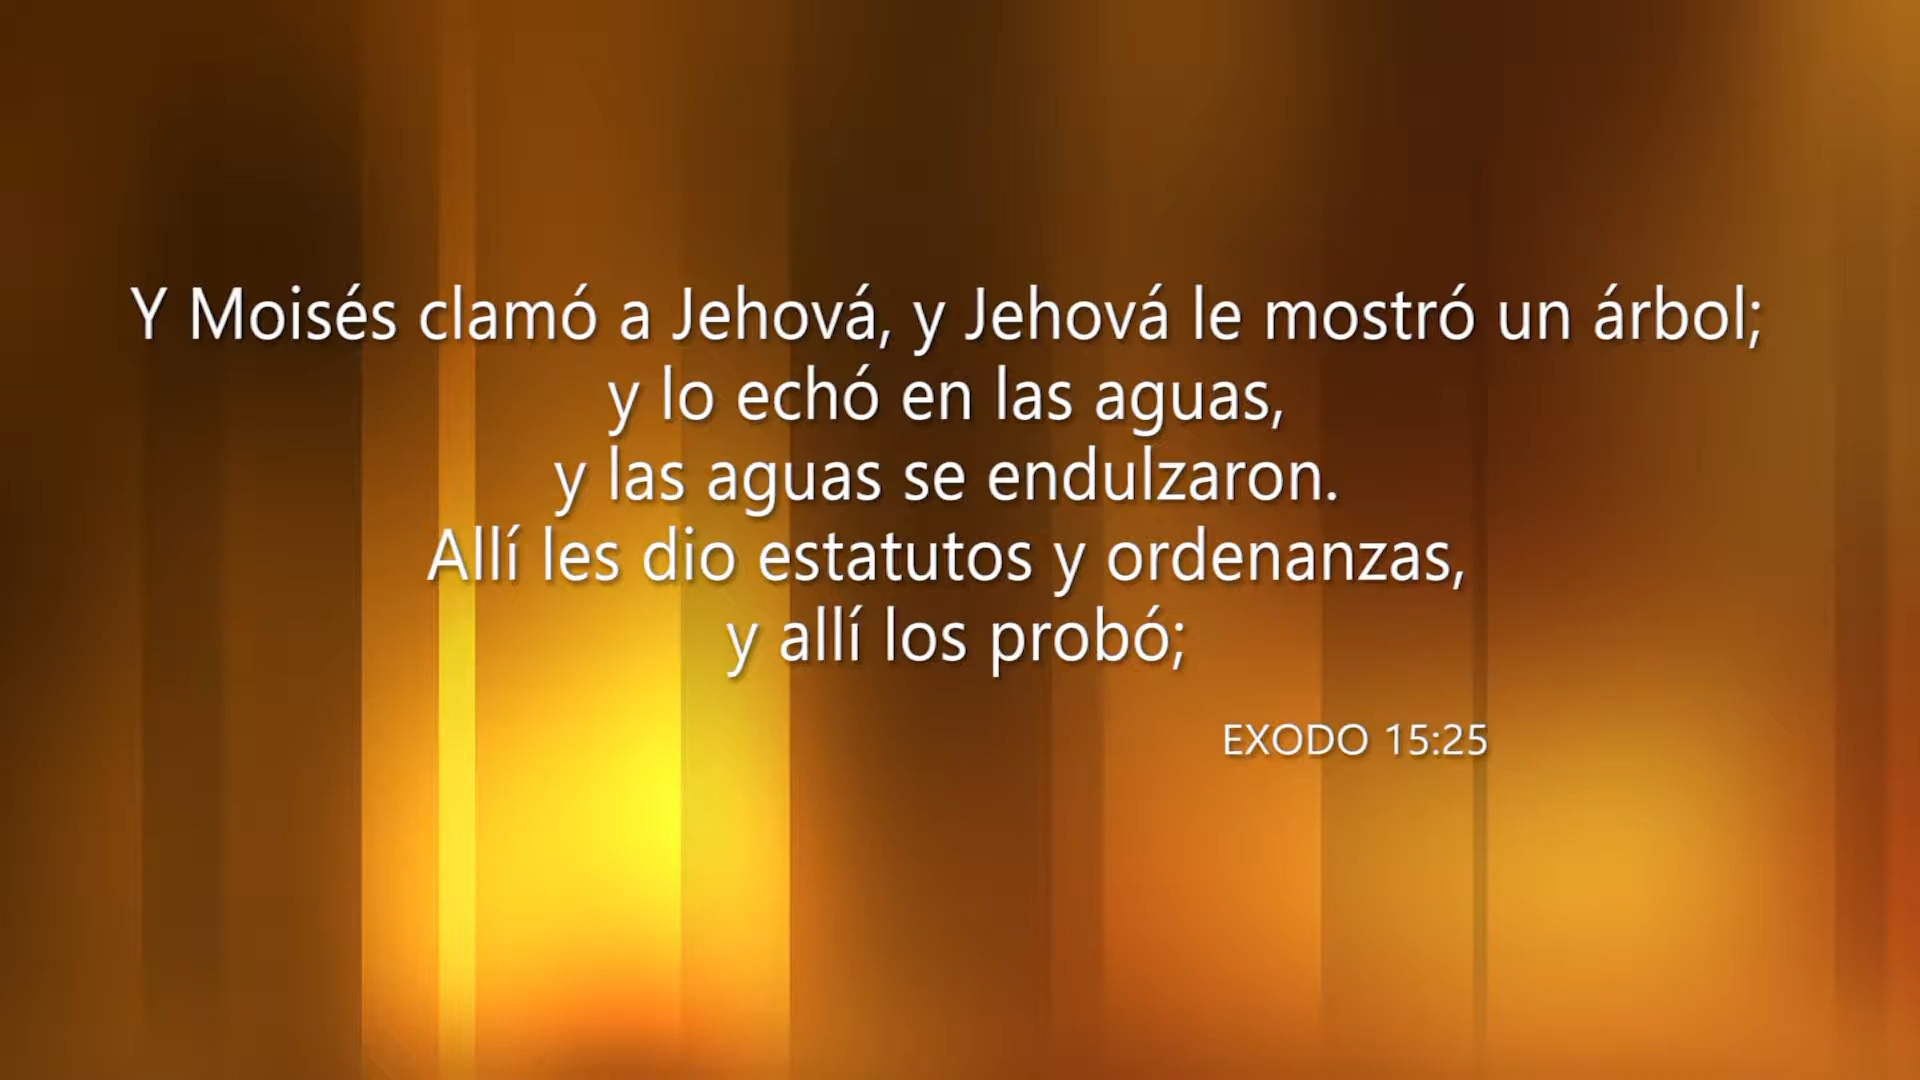 Y Moisés clamó a Jehová, y Jehová le mostró un árbol;
y lo echó en las aguas,
y las aguas se endulzaron.
Allí les dio estatutos y ordenanzas,
y allí los probó;
EXODO 15:25